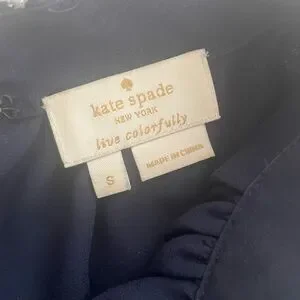 kate spade
NEW YORK
live colorfully
S
MADE IN CHINA